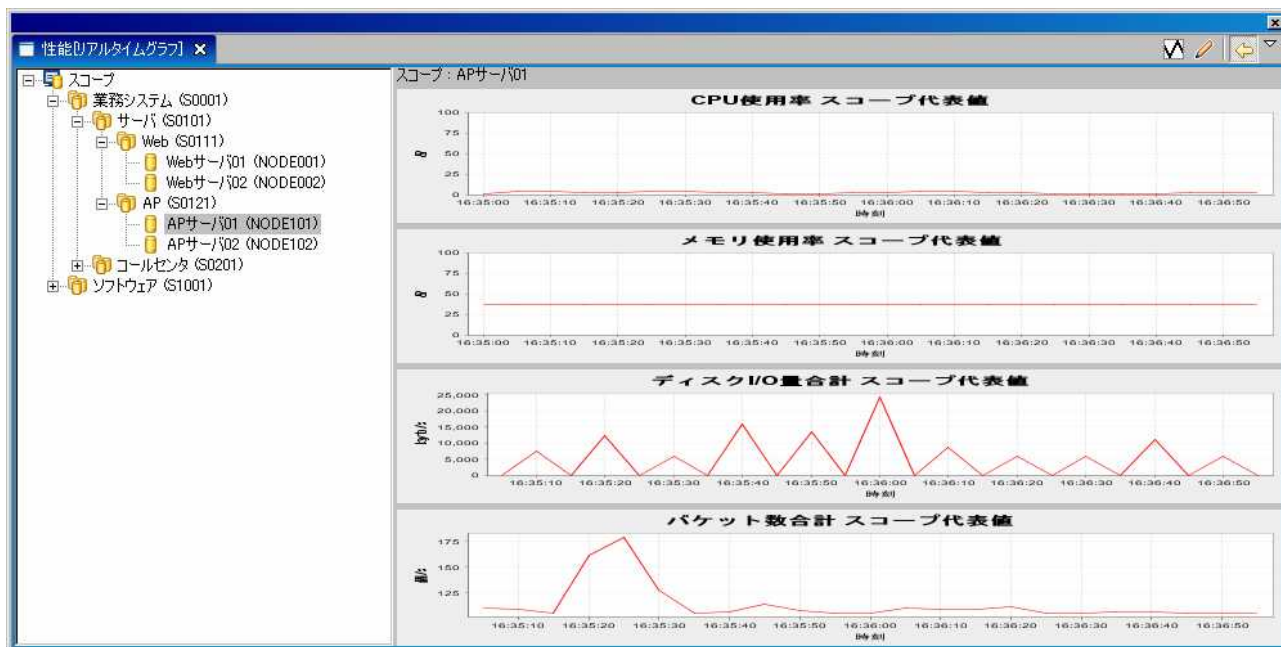 性能[リアルタイムグラフ]
スコープ
業務システム (S0001)
サーバ (S0101)
Web (S0111)
Webサーバ01 (NODE001)
Webサーバ02 (NODE002)
AP (S0121)
APサーバ01 (NODE101)
APサーバ02 (NODE102)
コールセンタ (S0201)
ソフトウェア (S1001)
スコープ : APサーバ01
CPU使用率 スコープ代表値
100
75
50
25
0
16:35:00 16:35:10 16:35:20 16:35:30 16:35:40 16:35:50 16:36:00 16:36:10 16:36:20 16:36:30 16:36:40 16:36:50
時刻
メモリ使用率 スコープ代表値
100
75
50
25
0
16:35:00 16:35:10 16:35:20 16:35:30 16:35:40 16:35:50 16:36:00 16:36:10 16:36:20 16:36:30 16:36:40 16:36:50
時刻
ディスクI/O量合計 スコープ代表値
25,000
20,000
15,000
10,000
5,000
0
16:35:10 16:35:20 16:35:30 16:35:40 16:35:50 16:36:00 16:36:10 16:36:20 16:36:30 16:36:40 16:36:50
時刻
パケット数合計 スコープ代表値
175
150
125
16:35:10 16:35:20 16:35:30 16:35:40 16:35:50 16:36:00 16:36:10 16:36:20 16:36:30 16:36:40 16:36:50
時刻